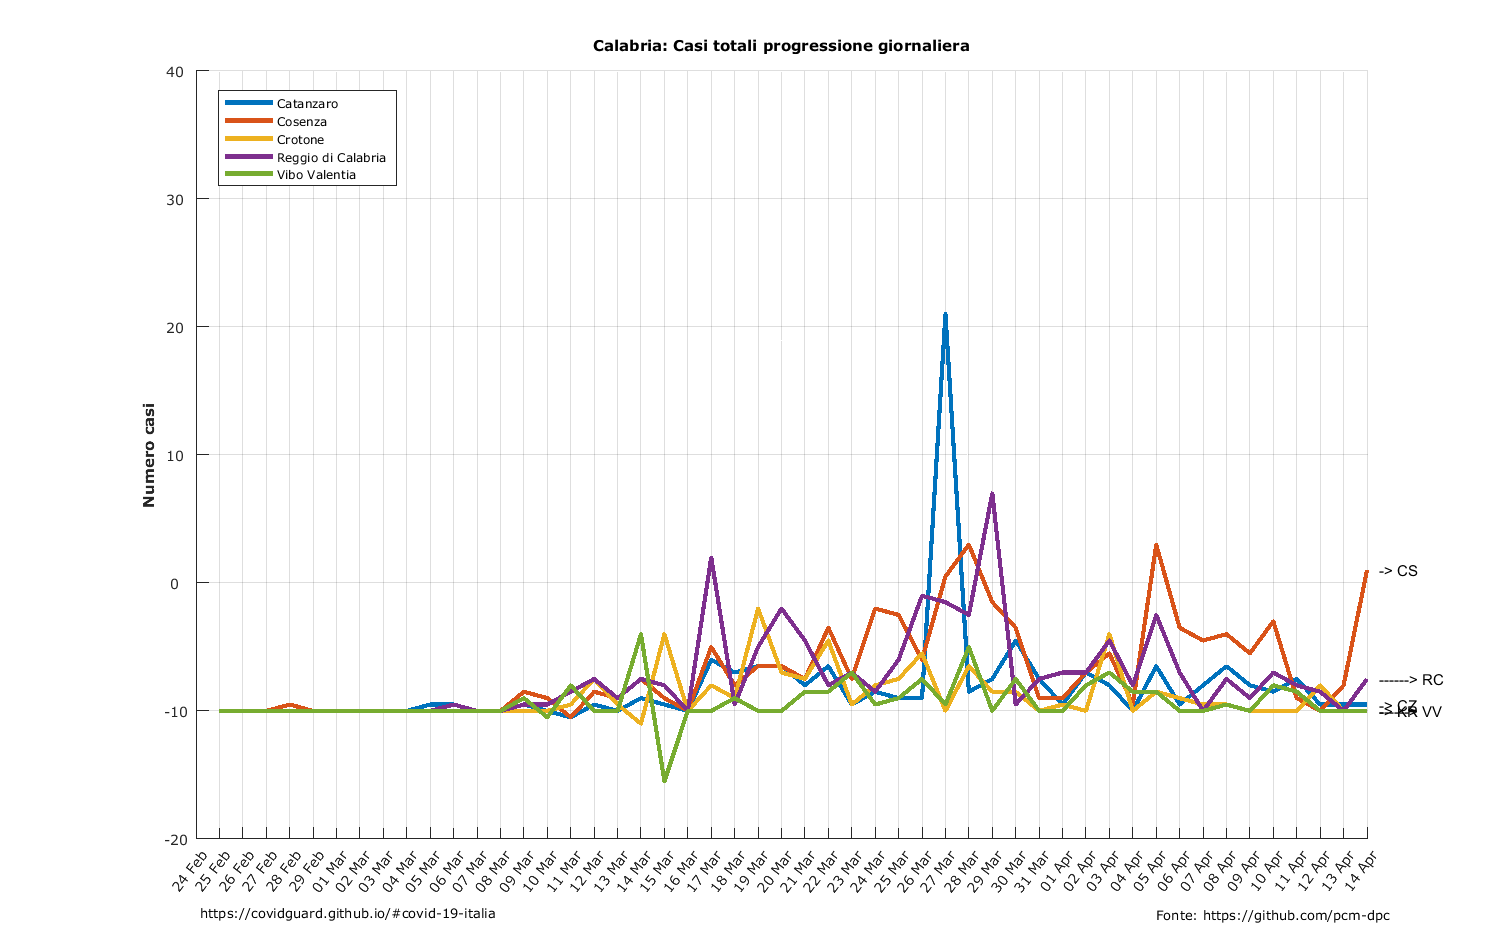 Calabria: Casi totali progressione giornaliera
40
30
20
10
0
-10
-20
Numero casi
Catanzaro
Cosenza
Crotone
Reggio di Calabria
Vibo Valentia
-> CS
------> RC
-> CZ
-> KR VV
24 Feb
25 Feb
26 Feb
27 Feb
28 Feb
29 Feb
01 Mar
02 Mar
03 Mar
04 Mar
05 Mar
06 Mar
07 Mar
08 Mar
09 Mar
10 Mar
11 Mar
12 Mar
13 Mar
14 Mar
15 Mar
16 Mar
17 Mar
18 Mar
19 Mar
20 Mar
21 Mar
22 Mar
23 Mar
24 Mar
25 Mar
26 Mar
27 Mar
28 Mar
29 Mar
30 Mar
31 Mar
01 Apr
02 Apr
03 Apr
04 Apr
05 Apr
06 Apr
07 Apr
08 Apr
09 Apr
10 Apr
11 Apr
12 Apr
13 Apr
14 Apr
https://covidguard.github.io/#covid-19-italia
Fonte: https://github.com/pcm-dpc